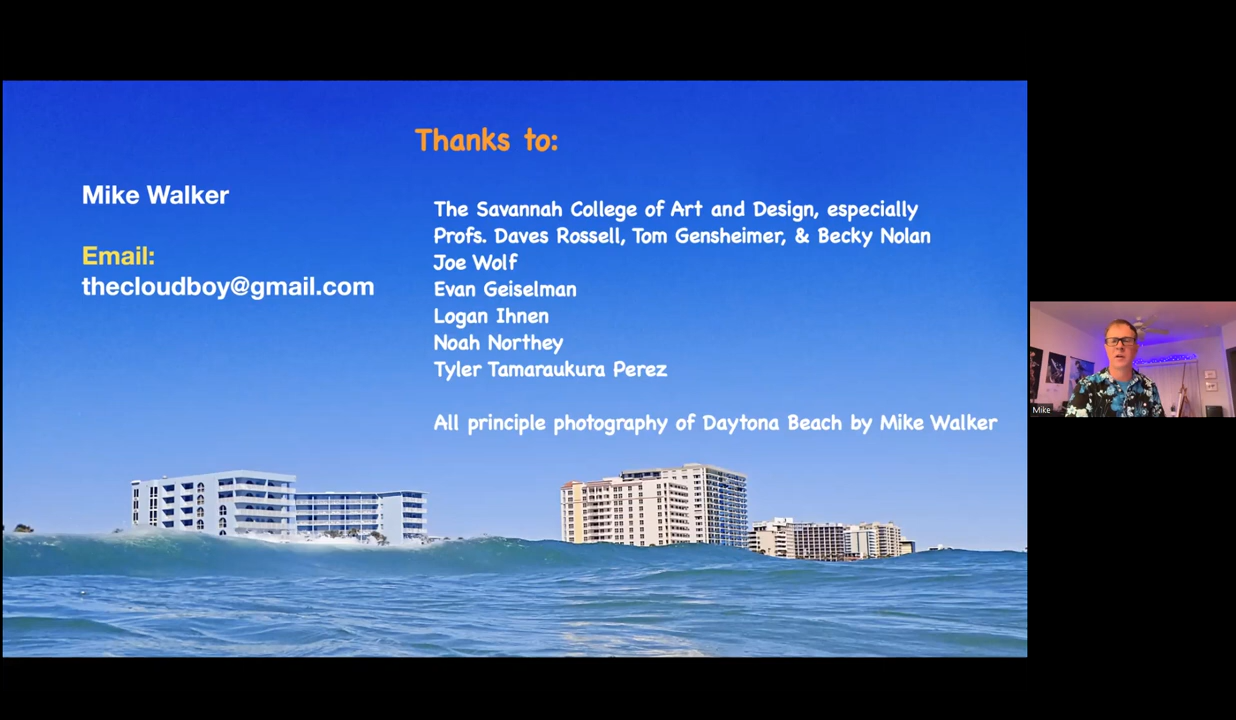 Thanks to:
Mike Walker
Email:
thecloudboy@gmail.com
The Savannah College of Art and Design, especially
Profs. Daves Rossell, Tom Gensheimer, & Becky Nolan
Joe Wolf
Evan Geiselman
Logan Ihnen
Noah Northey
Tyler Tamaraukura Perez
All principle photography of Daytona Beach by Mike Walker
Mike